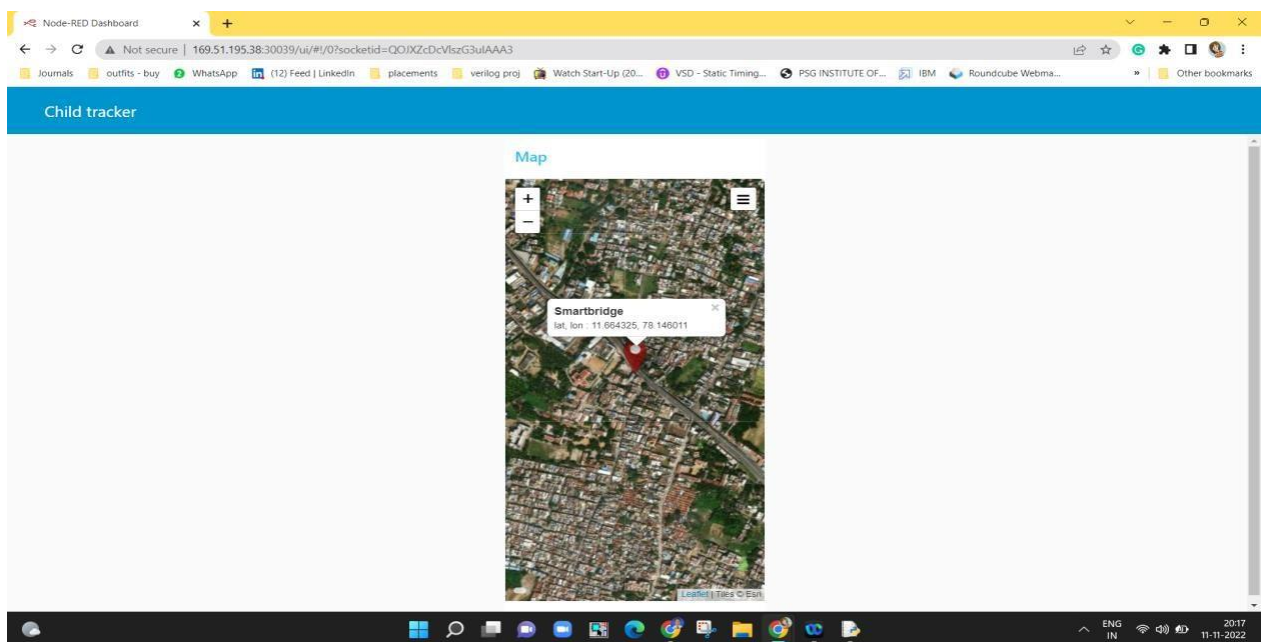 Node-RED Dashboard
Not secure | 169.51.195.38:30039/ui/#!/0?socketid=QOJXZcDcVIszG3uIAAA3
Journals outfits - buy WhatsApp (12) Feed | LinkedIn placements verilog proj Watch Start-Up (20... VSD - Static Timing... PSG INSTITUTE OF... IBM Roundcube Webma... » Other bookmarks
Child tracker
Map
+
−
Smartbridge ×
lat, lon : 11.664325, 78.146011
Leaflet | Tiles © Esri
ENG 20:17
IN 11-11-2022